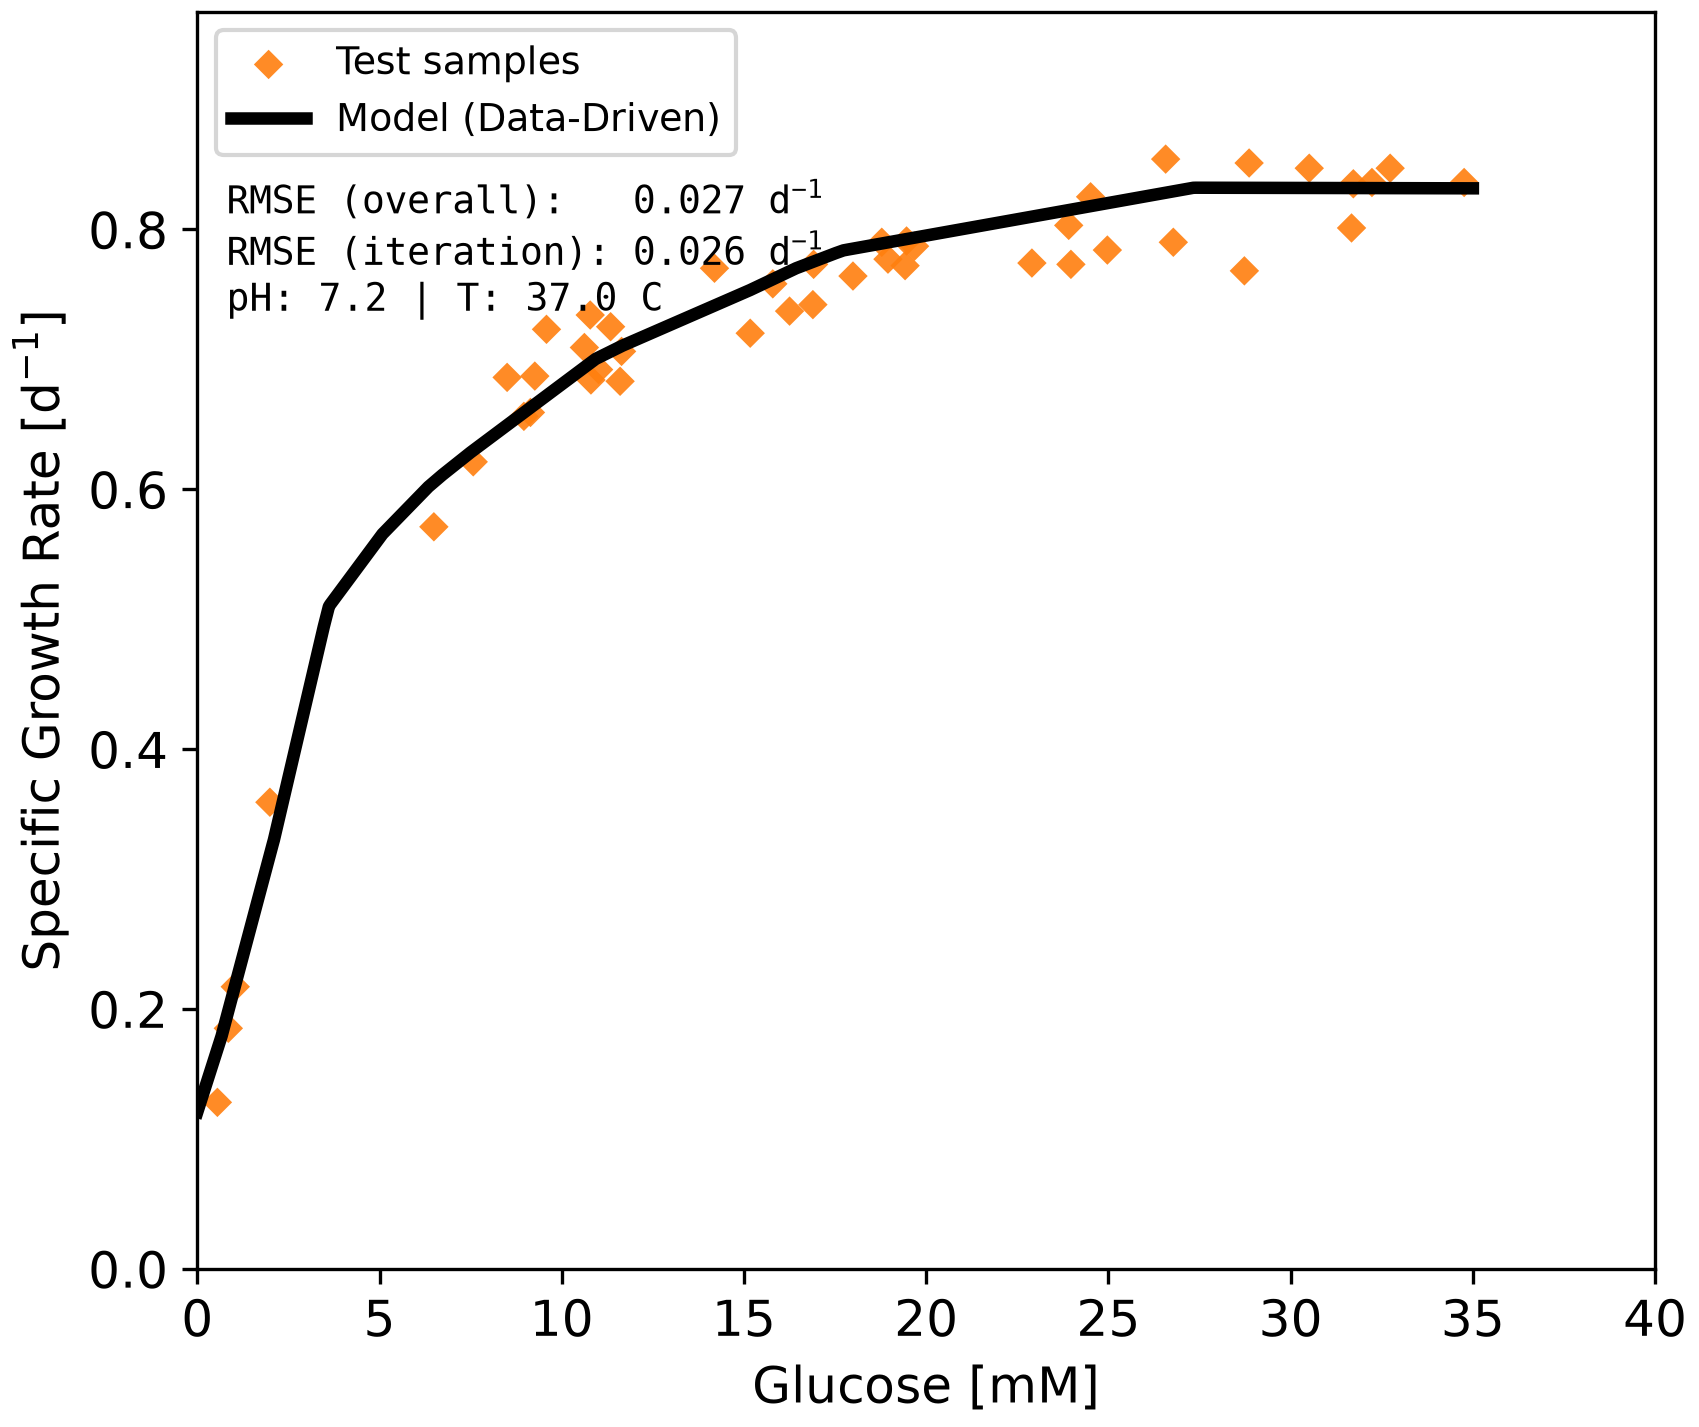 Test samples
Model (Data-Driven)
RMSE (overall):   0.027 d⁻¹
RMSE (iteration): 0.026 d⁻¹
pH: 7.2 | T: 37.0 C
Specific Growth Rate [d⁻¹]
0.8
0.6
0.4
0.2
0.0
0 5 10 15 20 25 30 35 40
Glucose [mM]